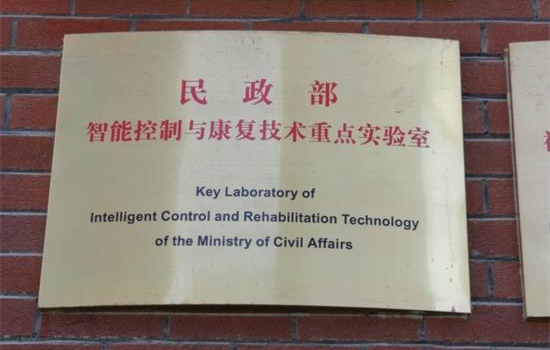 民政部
智能控制与康复技术重点实验室
Key Laboratory of
Intelligent Control and Rehabilitation Technology
of the Ministry of Civil Affairs